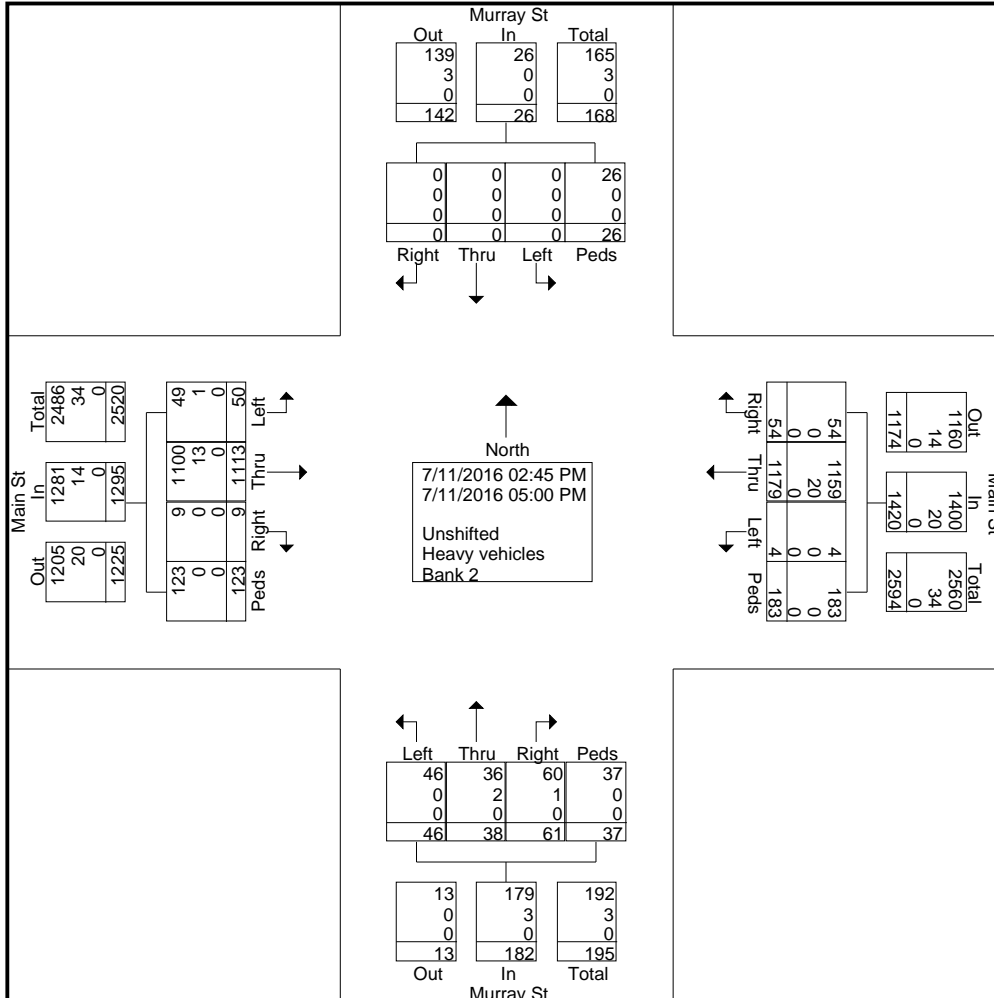 Murray St
Out In Total
139 26 165
3 0 3
0 0 0
142 26 168
0 0 0 26
0 0 0 0
0 0 0 0
0 0 0 26
Right Thru Left Peds
Main St
Total In Out
2486 1281 1205
34 14 20
0 0 0
2520 1295 1225
49 1100 9 123
1 13 0 0
0 0 0 0
50 1113 9 123
Left Thru Right Peds
North
7/11/2016 02:45 PM
7/11/2016 05:00 PM
Unshifted
Heavy vehicles
Bank 2
Right Thru Left Peds
54 1179 4 183
0 0 0 0
0 20 0 0
54 1159 4 183
Out In Total
1160 1400 2560
14 20 34
0 0 0
1174 1420 2594
Main St
Left Thru Right Peds
46 36 60 37
0 2 1 0
0 0 0 0
46 38 61 37
13 179 192
0 3 3
0 0 0
13 182 195
Out In Total
Murray St